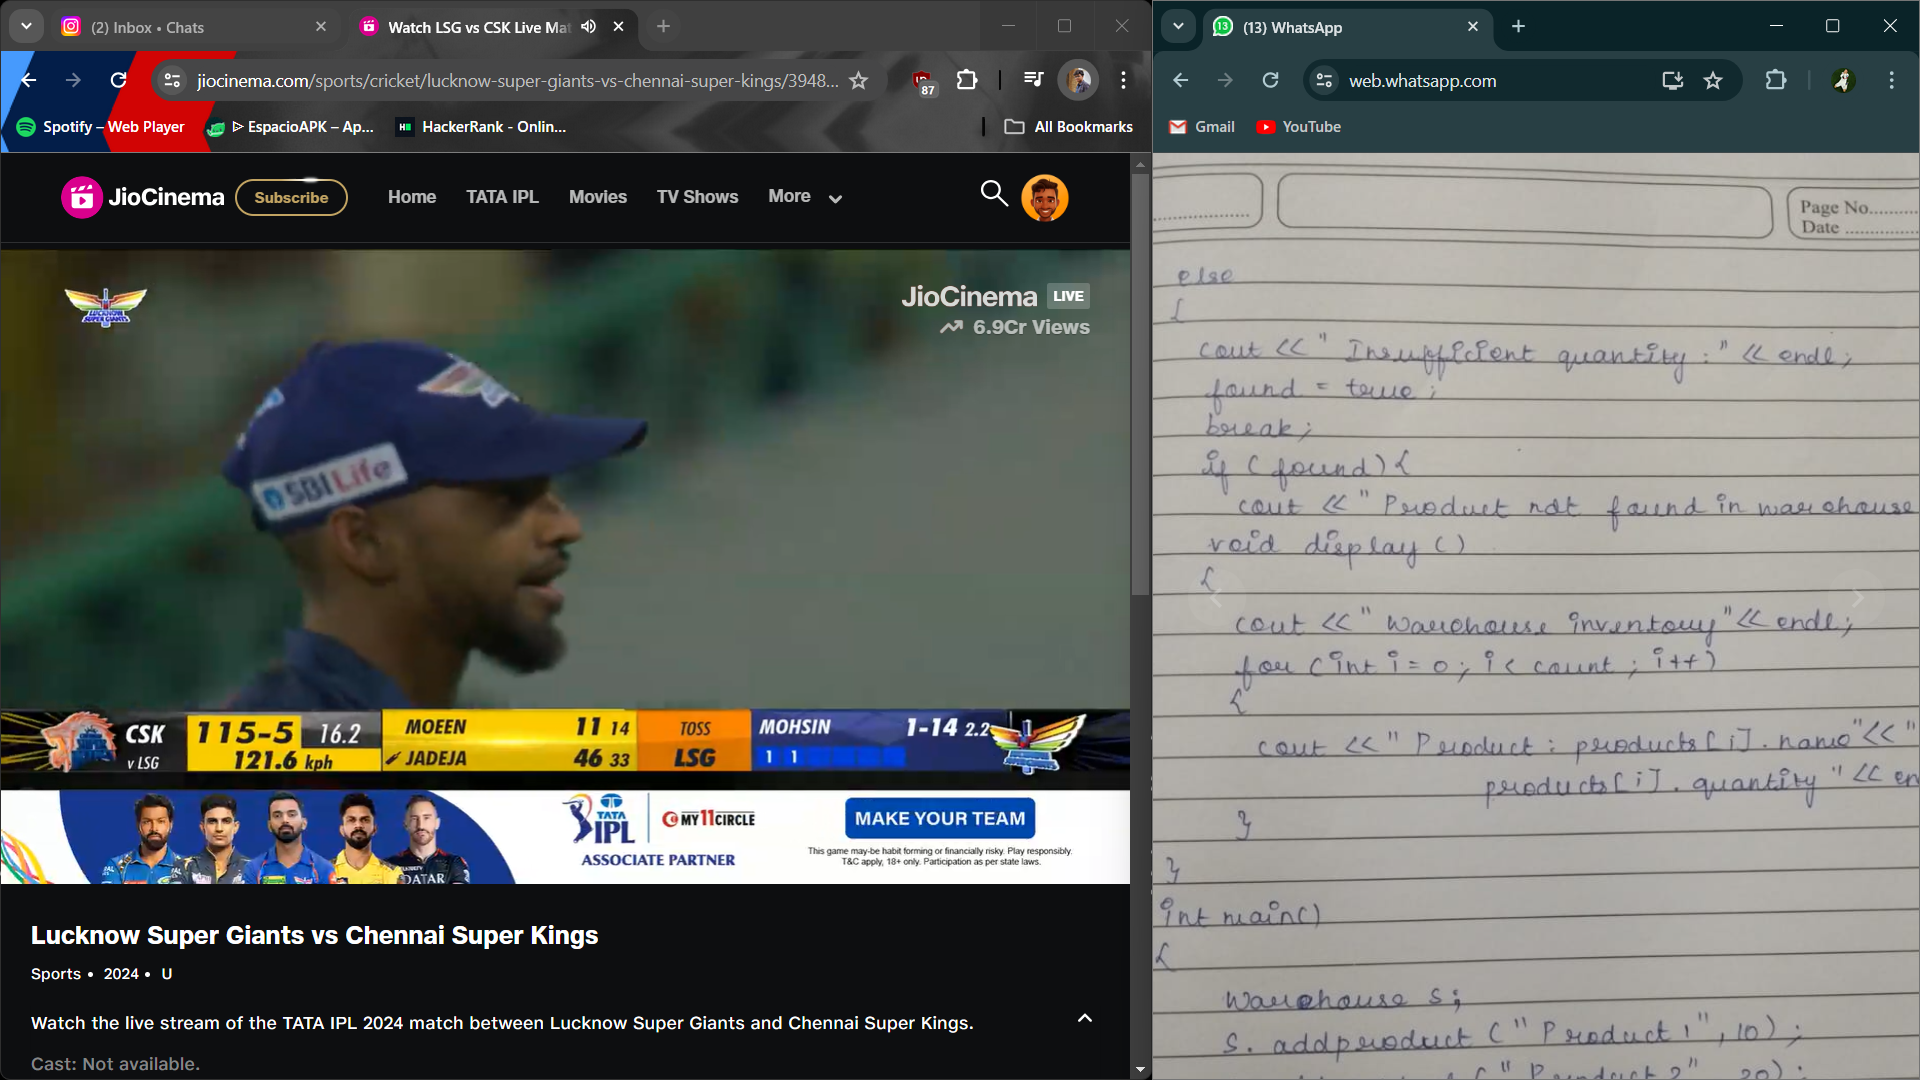 (2) Inbox • Chats
Watch LSG vs CSK Live Mat
jiocinema.com/sports/cricket/lucknow-super-giants-vs-chennai-super-kings/3948...
87
Spotify – Web Player
EspacioAPK – Ap...
HackerRank - Onlin...
All Bookmarks
JioCinema
Subscribe
Home
TATA IPL
Movies
TV Shows
More
LUCKNOW
SUPER GIANTS
JioCinema LIVE
6.9Cr Views
SBI Life
CSK
v LSG
115-5 16.2
121.6 kph
MOEEN 11 14
JADEJA 46 33
TOSS
LSG
MOHSIN 1-14 2.2
1 1
QATAR
TATA
IPL
MY11CIRCLE
ASSOCIATE PARTNER
MAKE YOUR TEAM
This game may-be habit forming or financially risky. Play responsibly.
T&C apply, 18+ only. Participation as per state laws.
Lucknow Super Giants vs Chennai Super Kings
Sports • 2024 • U
Watch the live stream of the TATA IPL 2024 match between Lucknow Super Giants and Chennai Super Kings.
Cast: Not available.
13
(13) WhatsApp
web.whatsapp.com
Gmail
YouTube
Page No..........
Date ..............
else
{
cout << " Insufficient quantity : " << endl;
found = true;
break;
if (found) {
cout << " Product not found in warehouse
void display ()
{
cout << " Warehouse inventory" << endl;
for (int i = 0; i < count ; i++)
{
cout << " Product : products[i]. name" << "
products[i]. quantity " << en
}
}
int main()
{
Warehouse s;
s. addproduct (" Product 1", 10) ;
(" Product 2" , 20) ;